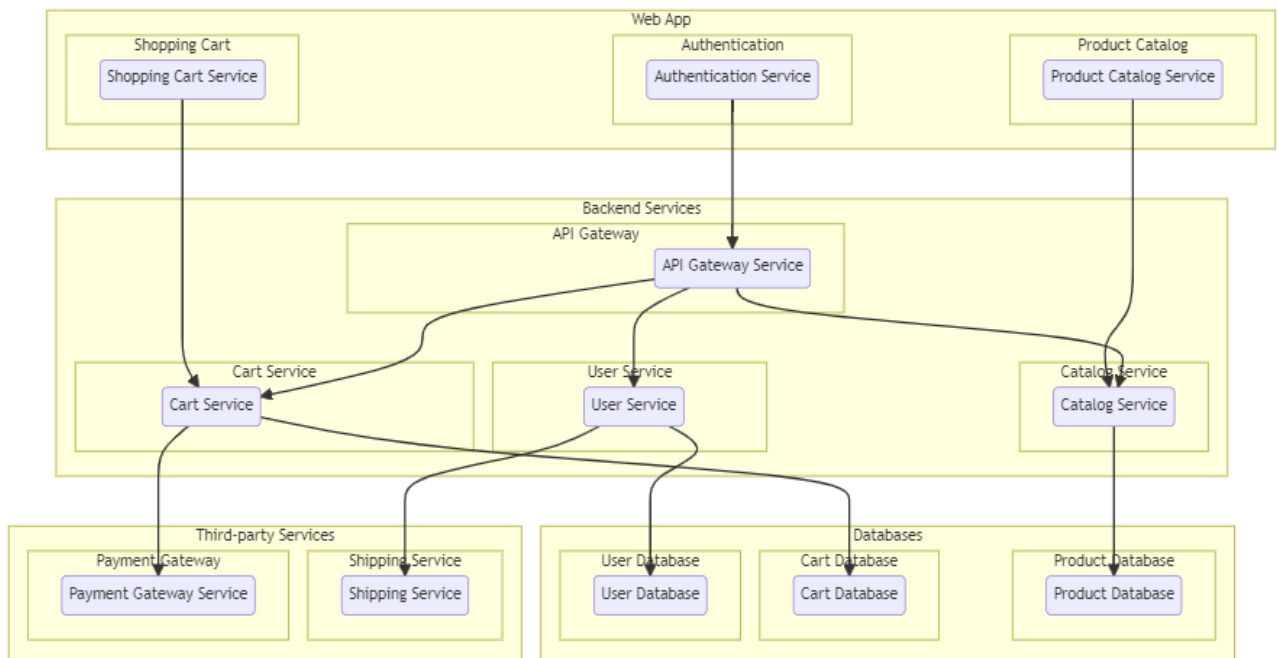 Web App
Shopping Cart
Authentication
Product Catalog
Shopping Cart Service
Authentication Service
Product Catalog Service
Backend Services
API Gateway
API Gateway Service
Cart Service
User Service
Catalog Service
Cart Service
User Service
Catalog Service
Third-party Services
Databases
Payment Gateway
Shipping Service
User Database
Cart Database
Product Database
Payment Gateway Service
Shipping Service
User Database
Cart Database
Product Database